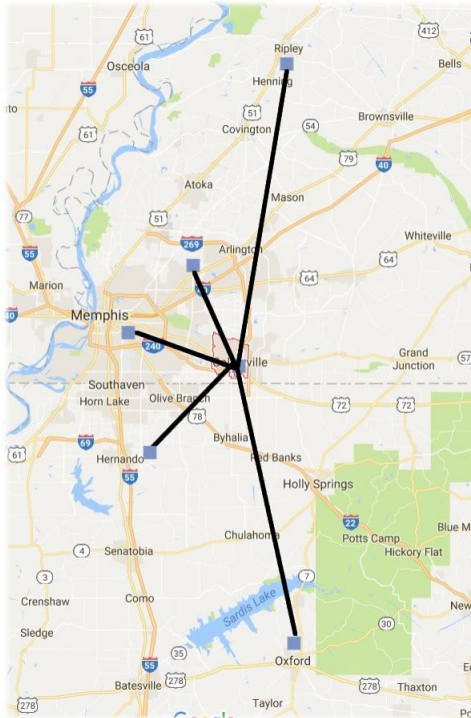 61
412
Ripley
Osceola
Bells
55
Henning
51
Brownsville
Covington
54
61
40
79
Atoka
Mason
77
51
Whiteville
269
Arlington
55
64
64
Marion
Memphis
240
Grand
Junction
57
Southaven
Horn Lake
Olive Branch
72
72
78
Byhalia
61
69
Red Banks
Hernando
55
Holly Springs
22
Potts Camp
Blue M
Chulahoma
Hickory Flat
4
Senatobia
7
3
Crenshaw
Como
New
Sardis Lake
30
Sledge
35
Oxford
55
278
278
278
Batesville
Thaxton
Taylor